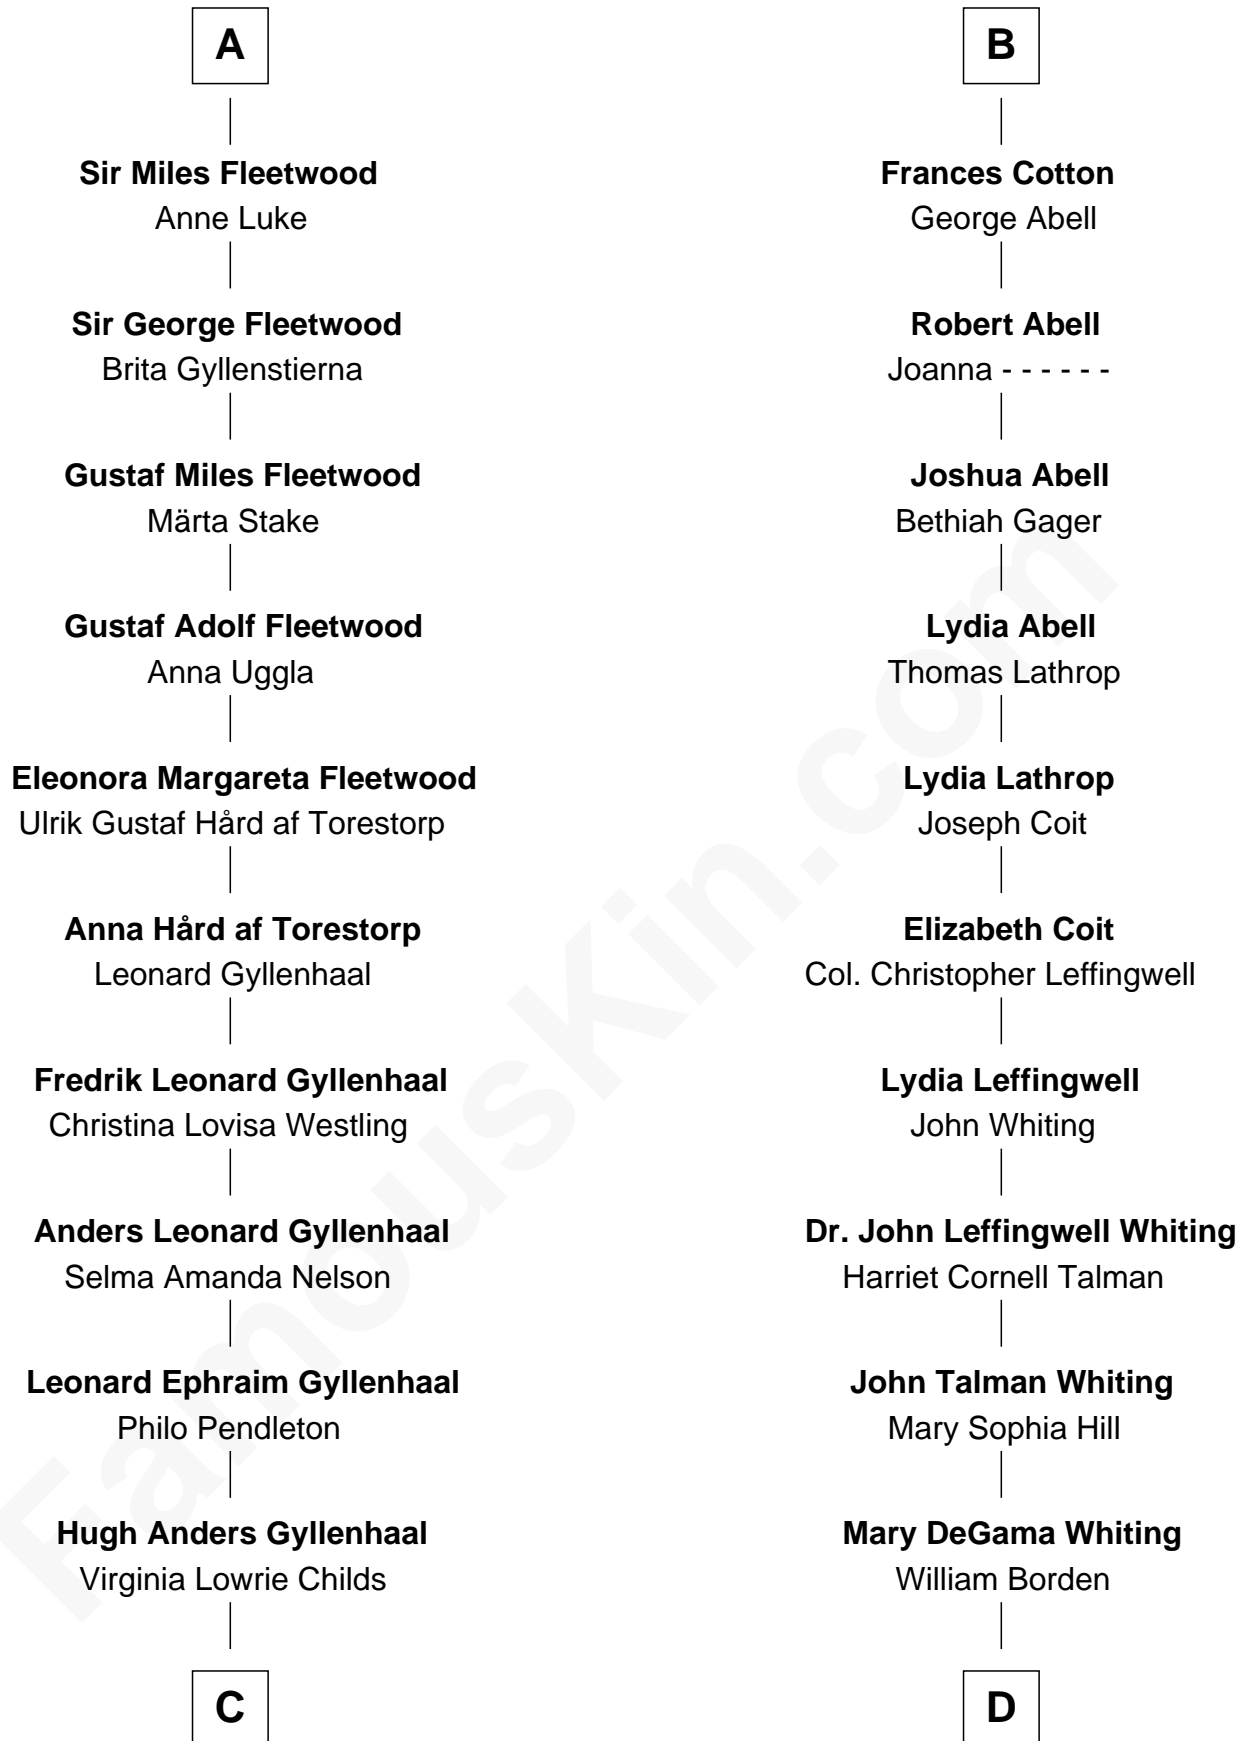 A
Sir Miles Fleetwood
Anne Luke
Sir George Fleetwood
Brita Gyllenstierna
Gustaf Miles Fleetwood
Märta Stake
Gustaf Adolf Fleetwood
Anna Uggla
Eleonora Margareta Fleetwood
Ulrik Gustaf Hård af Torestorp
Anna Hård af Torestorp
Leonard Gyllenhaal
Fredrik Leonard Gyllenhaal
Christina Lovisa Westling
Anders Leonard Gyllenhaal
Selma Amanda Nelson
Leonard Ephraim Gyllenhaal
Philo Pendleton
Hugh Anders Gyllenhaal
Virginia Lowrie Childs
C
B
Frances Cotton
George Abell
Robert Abell
Joanna - - - - - -
Joshua Abell
Bethiah Gager
Lydia Abell
Thomas Lathrop
Lydia Lathrop
Joseph Coit
Elizabeth Coit
Col. Christopher Leffingwell
Lydia Leffingwell
John Whiting
Dr. John Leffingwell Whiting
Harriet Cornell Talman
John Talman Whiting
Mary Sophia Hill
Mary DeGama Whiting
William Borden
D
FamousKin.com